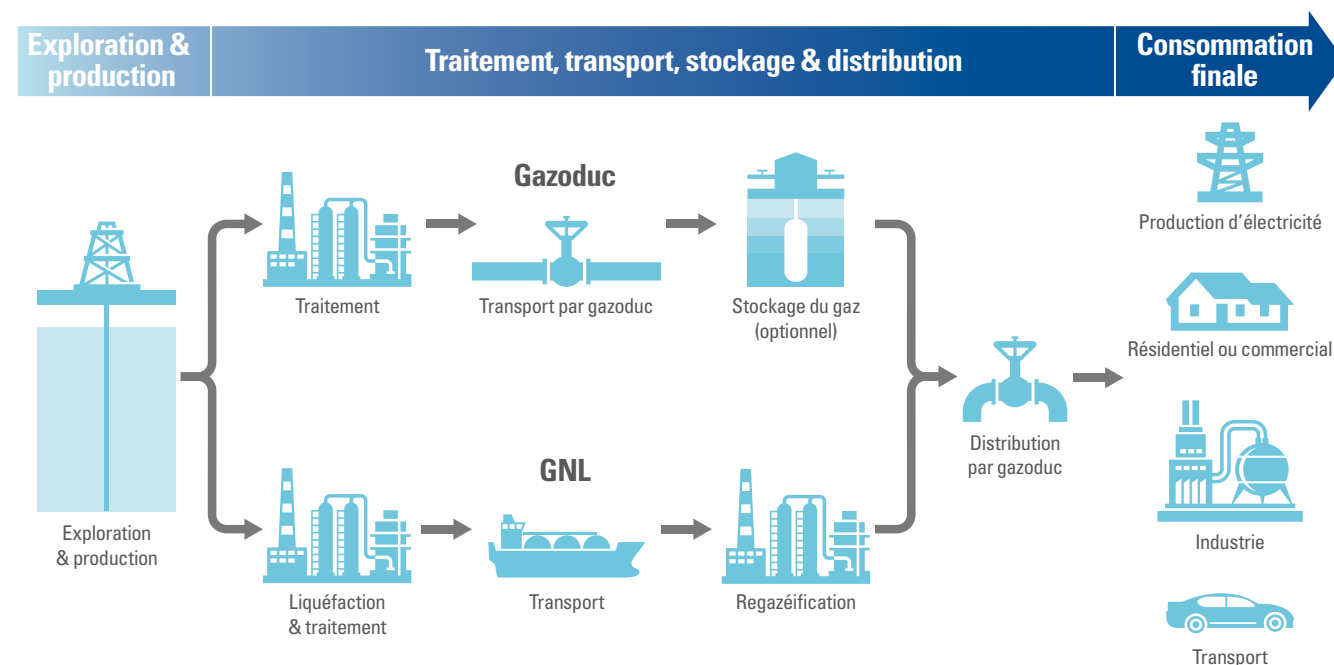 Exploration &
production
Traitement, transport, stockage & distribution
Consommation
finale
Gazoduc
Traitement
Transport par gazoduc
Stockage du gaz
(optionnel)
Production d’électricité
Résidentiel ou commercial
Exploration
& production
GNL
Liquéfaction
& traitement
Transport
Regazéification
Distribution
par gazoduc
Industrie
Transport